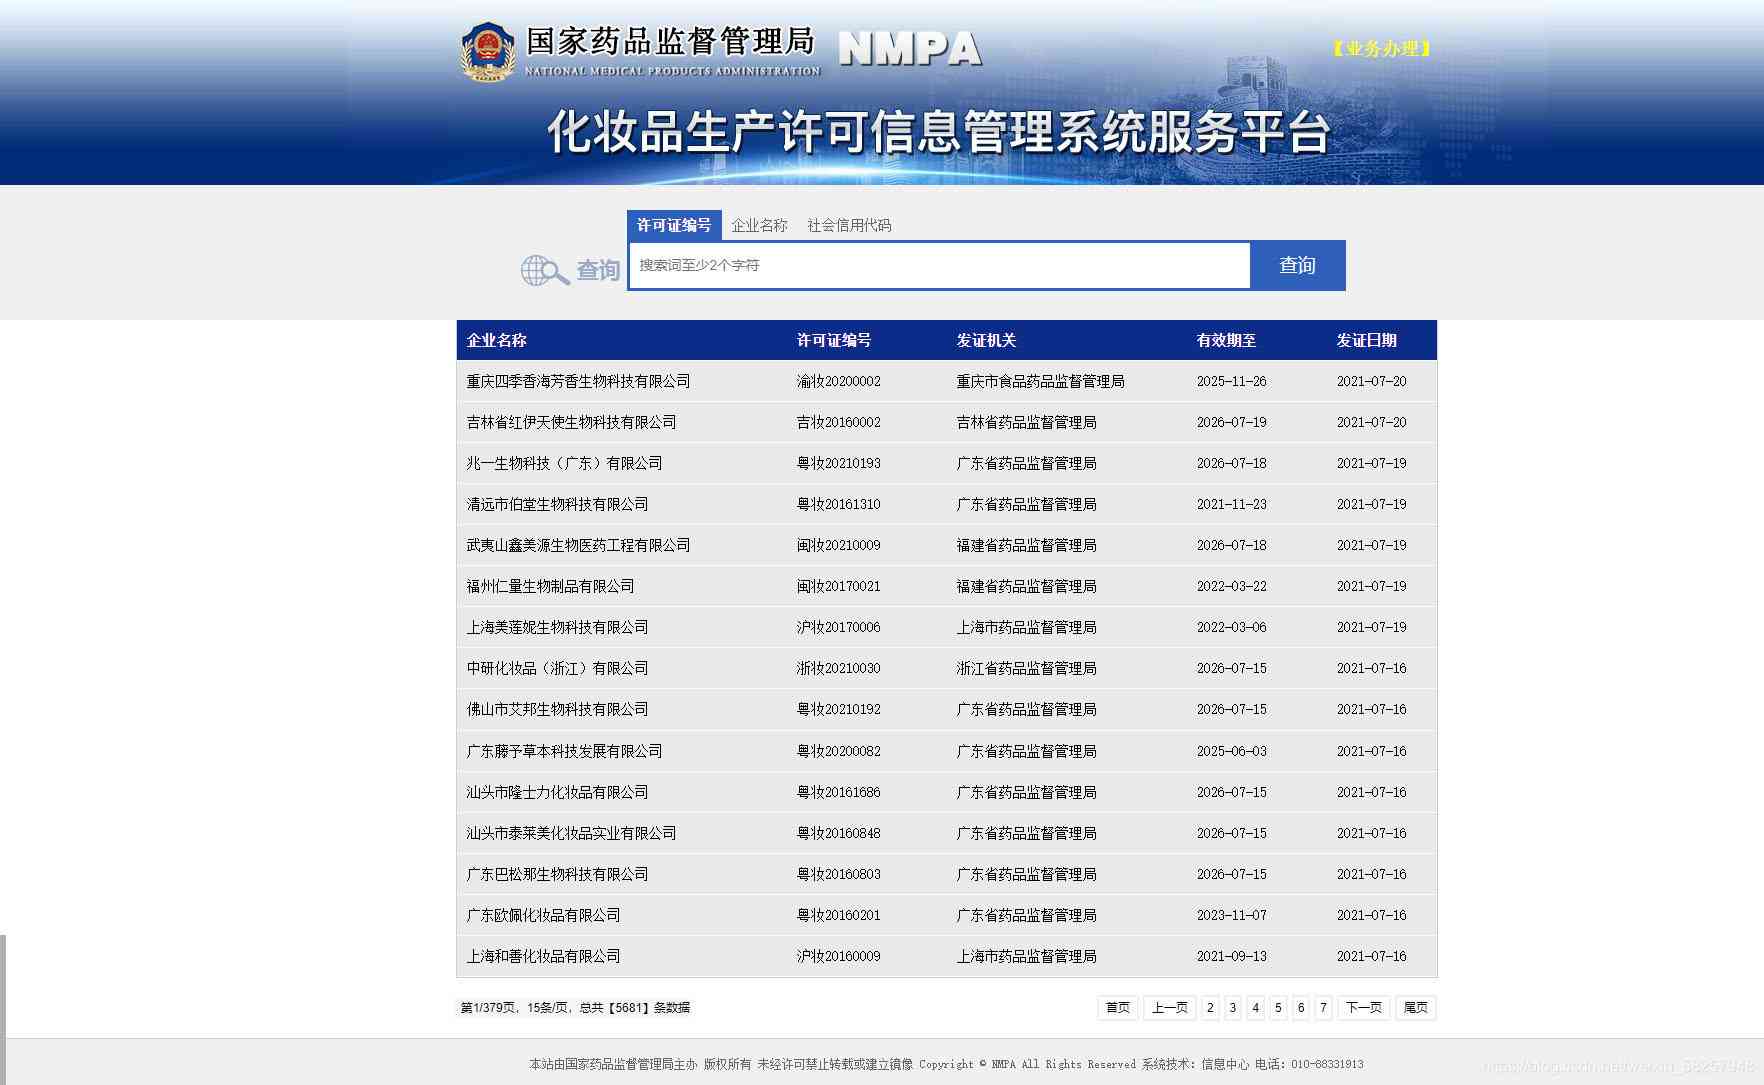 国家药品监督管理局 NMPA
NATIONAL MEDICAL PRODUCTS ADMINISTRATION
【业务办理】
化妆品生产许可信息管理系统服务平台
许可证编号 企业名称 社会信用代码
查询 搜索词至少2个字符 查询
企业名称 许可证编号 发证机关 有效期至 发证日期
重庆四季香海芳香生物科技有限公司 渝妆20200002 重庆市食品药品监督管理局 2025-11-26 2021-07-20
吉林省红伊天使生物科技有限公司 吉妆20160002 吉林省药品监督管理局 2026-07-19 2021-07-20
兆一生物科技（广东）有限公司 粤妆20210193 广东省药品监督管理局 2026-07-18 2021-07-19
清远市伯堂生物科技有限公司 粤妆20161310 广东省药品监督管理局 2021-11-23 2021-07-19
武夷山鑫美源生物医药工程有限公司 闽妆20210009 福建省药品监督管理局 2026-07-18 2021-07-19
福州仁量生物制品有限公司 闽妆20170021 福建省药品监督管理局 2022-03-22 2021-07-19
上海美莲妮生物科技有限公司 沪妆20170006 上海市药品监督管理局 2022-03-06 2021-07-19
中研化妆品（浙江）有限公司 浙妆20210030 浙江省药品监督管理局 2026-07-15 2021-07-16
佛山市艾邦生物科技有限公司 粤妆20210192 广东省药品监督管理局 2026-07-15 2021-07-16
广东藤予草本科技发展有限公司 粤妆20200082 广东省药品监督管理局 2025-06-03 2021-07-16
汕头市隆士力化妆品有限公司 粤妆20161686 广东省药品监督管理局 2026-07-15 2021-07-16
汕头市泰莱美化妆品实业有限公司 粤妆20160848 广东省药品监督管理局 2026-07-15 2021-07-16
广东巴松那生物科技有限公司 粤妆20160803 广东省药品监督管理局 2026-07-15 2021-07-16
广东欧佩化妆品有限公司 粤妆20160201 广东省药品监督管理局 2023-11-07 2021-07-16
上海和善化妆品有限公司 沪妆20160009 上海市药品监督管理局 2021-09-13 2021-07-16
第1/379页，15条/页，总共【5681】条数据 首页 上一页 2 3 4 5 6 7 下一页 尾页
本站由国家药品监督管理局主办 版权所有 未经许可禁止转载或建立镜像 Copyright © NMPA All Rights Reserved 系统技术：信息中心 电话：010-88331913